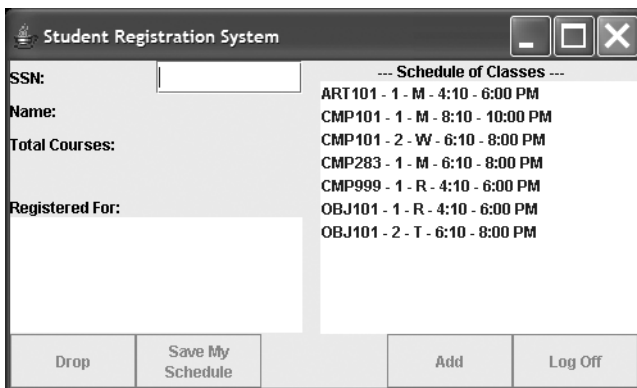 Student Registration System
SSN:
Name:
Total Courses:
Registered For:
--- Schedule of Classes ---
ART101 - 1 - M - 4:10 - 6:00 PM
CMP101 - 1 - M - 8:10 - 10:00 PM
CMP101 - 2 - W - 6:10 - 8:00 PM
CMP283 - 1 - M - 6:10 - 8:00 PM
CMP999 - 1 - R - 4:10 - 6:00 PM
OBJ101 - 1 - R - 4:10 - 6:00 PM
OBJ101 - 2 - T - 6:10 - 8:00 PM
Drop
Save My
Schedule
Add
Log Off